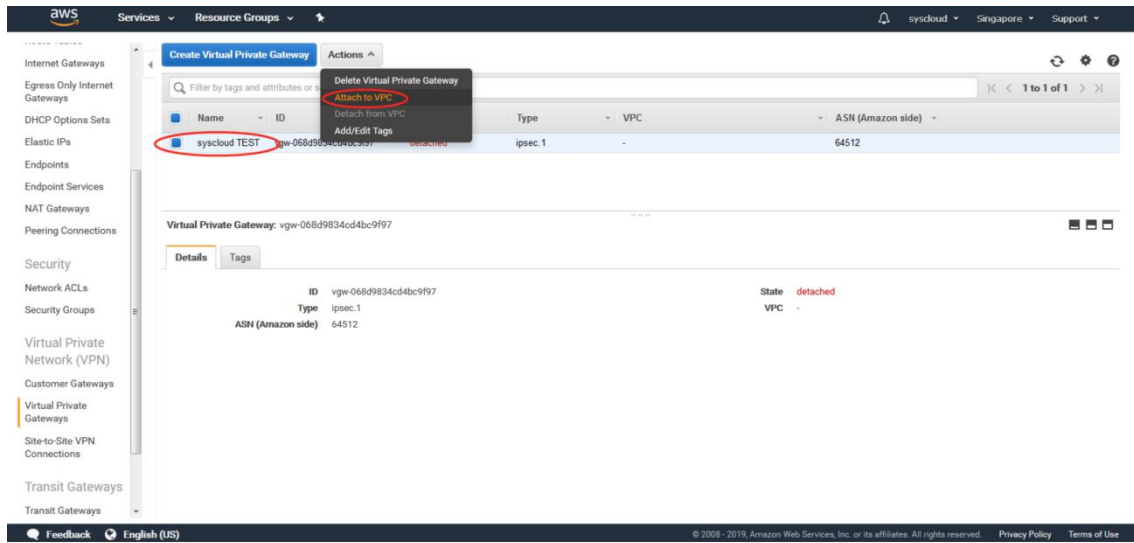 aws
Services
Resource Groups
sysdoud
Singapore
Support
Internet Gateways
Egress Only Internet
Gateways
DHCP Options Sets
Elastic IPs
Endpoints
Endpoint Services
NAT Gateways
Peering Connections
Security
Network ACLs
Security Groups
Virtual Private
Network (VPN)
Customer Gateways
Virtual Private
Gateways
Site-to-Site VPN
Connections
Transit Gateways
Transit Gateways
Create Virtual Private Gateway
Actions
Delete Virtual Private Gateway
Attach to VPC
Detach from VPC
Add/Edit Tags
Filter by tags and attributes or
1 to 1 of 1
Name ID Type VPC ASN (Amazon side)
syscloud TEST detached ipsec.1 - 64512
Virtual Private Gateway: vgw-068d9834cd4bc9f97
Details
Tags
ID vgw-068d9834cd4bc9f97 State detached
Type ipsec.1 VPC -
ASN (Amazon side) 64512
Feedback
English (US)
© 2008 - 2019, Amazon Web Services, Inc. or its affiliates. All rights reserved.
Privacy Policy
Terms of Use